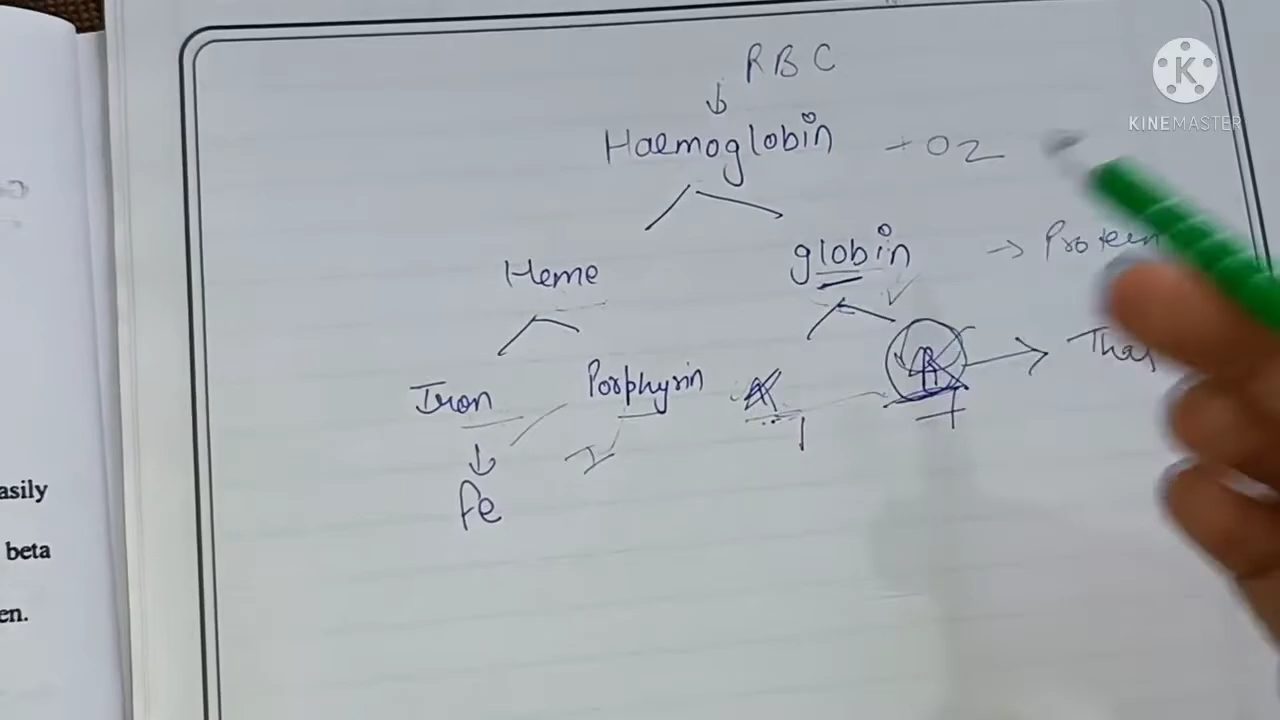 RBC
Haemoglobin + O2
KINEMASTER
Heme globin → Protein
Iron Porphyrin
Fe
asily
beta
en.